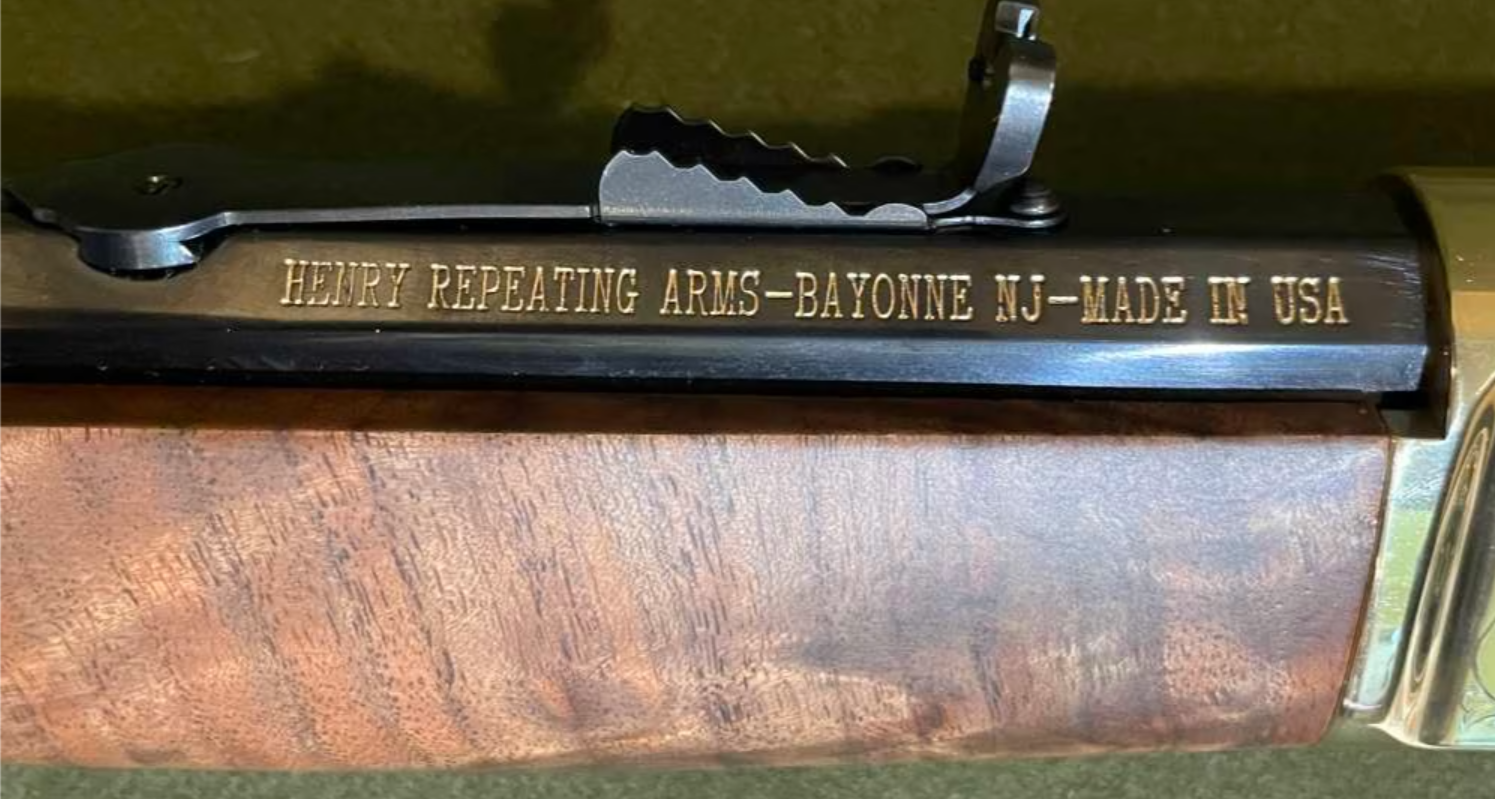 HENRY REPEATING ARMS-BAYONNE NJ-MADE IN USA